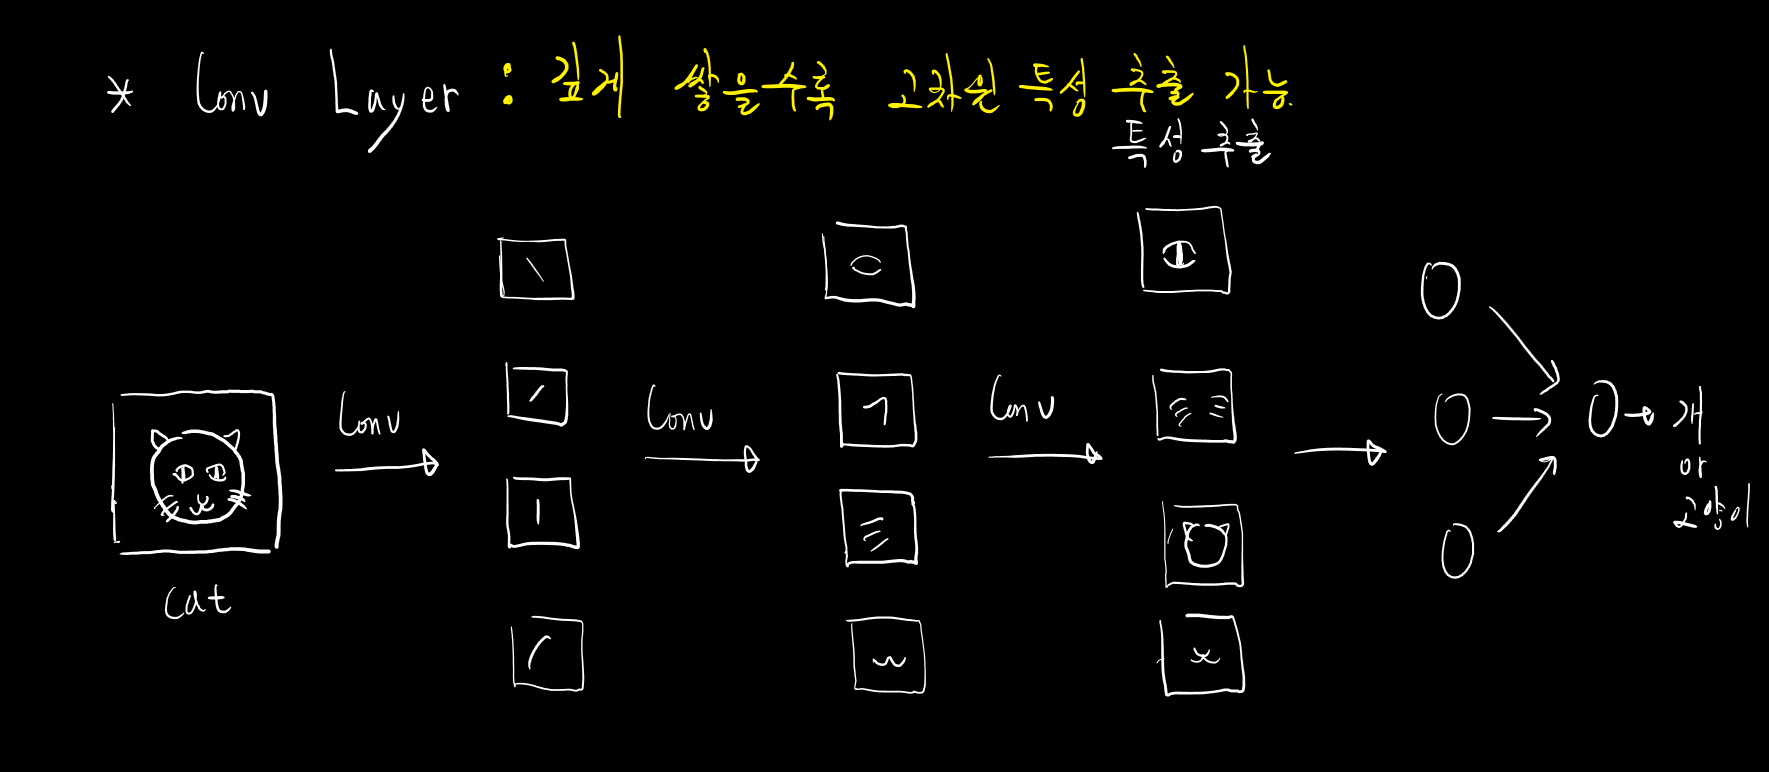 * Conv Layer : 깊게 쌓을수록 고차원 특성 추출 가능.
특성 추출
Conv
Conv
Conv
개
or
고양이
cat